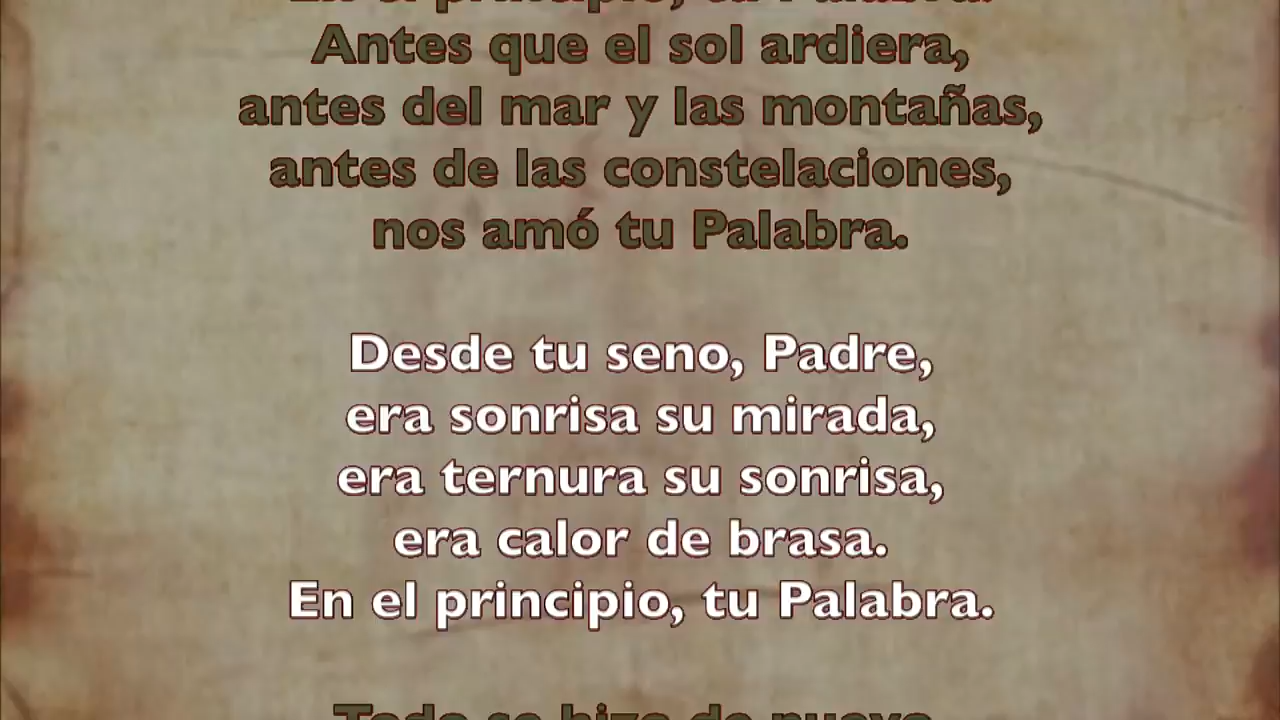 En el principio, tu Palabra.
Antes que el sol ardiera,
antes del mar y las montañas,
antes de las constelaciones,
nos amó tu Palabra.
Desde tu seno, Padre,
era sonrisa su mirada,
era ternura su sonrisa,
era calor de brasa.
En el principio, tu Palabra.
Todo se hizo de nuevo